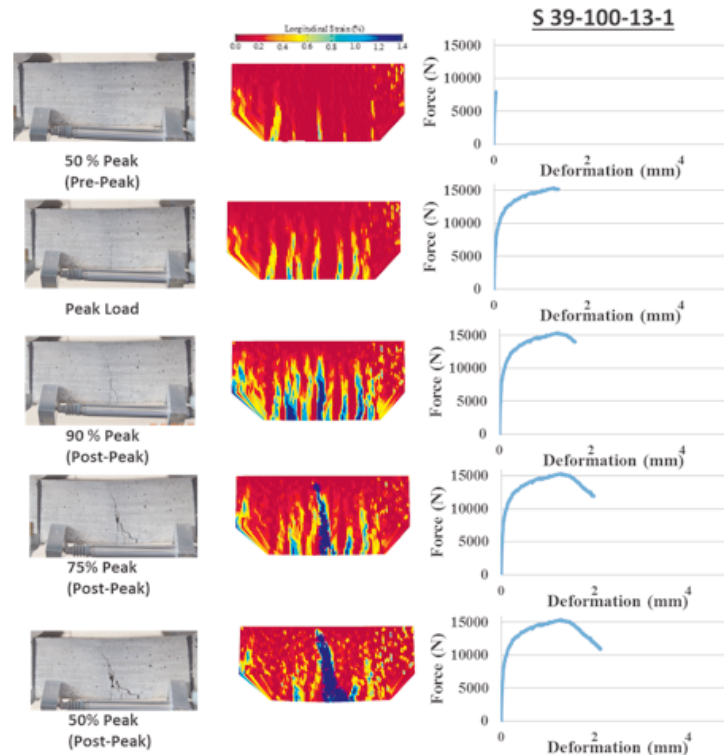 S 39-100-13-1
Longitudinal Strain (%)
0.0 0.2 0.4 0.6 0.8 1.0 1.2 1.4
50 % Peak
(Pre-Peak)
Force (N)
15000
10000
5000
0
0 2 4
Deformation (mm)
Peak Load
Force (N)
15000
10000
5000
0
0 2 4
Deformation (mm)
90 % Peak
(Post-Peak)
Force (N)
15000
10000
5000
0
0 2 4
Deformation (mm)
75% Peak
(Post-Peak)
Force (N)
15000
10000
5000
0
0 2 4
Deformation (mm)
50% Peak
(Post-Peak)
Force (N)
15000
10000
5000
0
0 2 4
Deformation (mm)